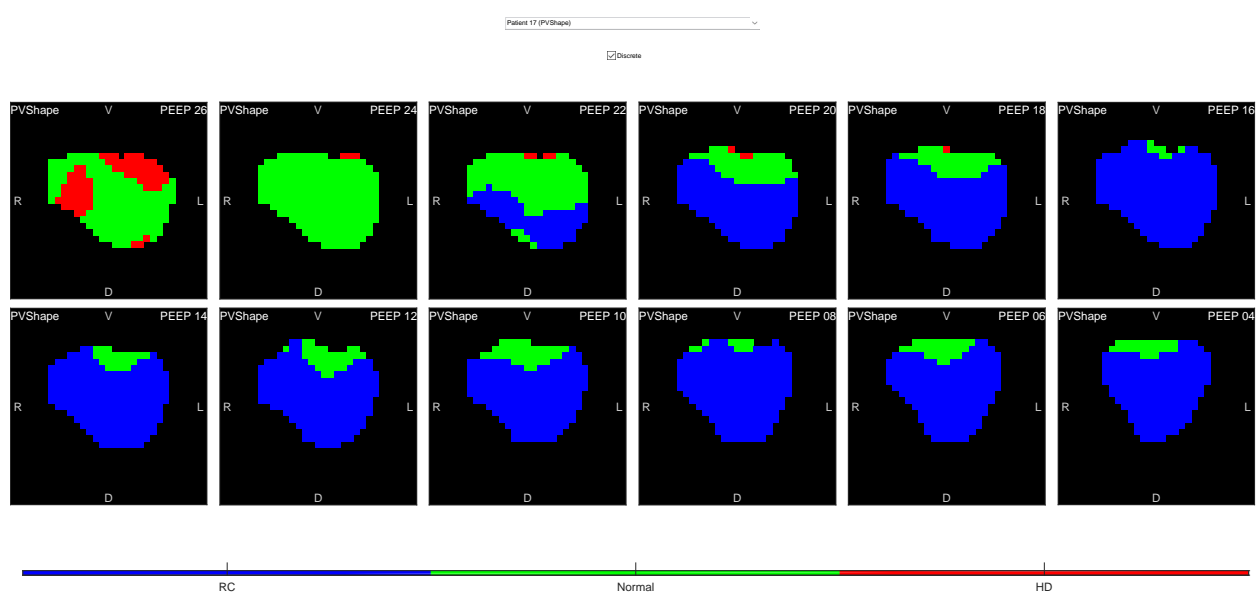 Patient 17 (PVShape)
Discrete
PVShape V PEEP 26
R L
D
PVShape V PEEP 24
R L
D
PVShape V PEEP 22
R L
D
PVShape V PEEP 20
R L
D
PVShape V PEEP 18
R L
D
PVShape V PEEP 16
R L
D
PVShape V PEEP 14
R L
D
PVShape V PEEP 12
R L
D
PVShape V PEEP 10
R L
D
PVShape V PEEP 08
R L
D
PVShape V PEEP 06
R L
D
PVShape V PEEP 04
R L
D
RC Normal HD